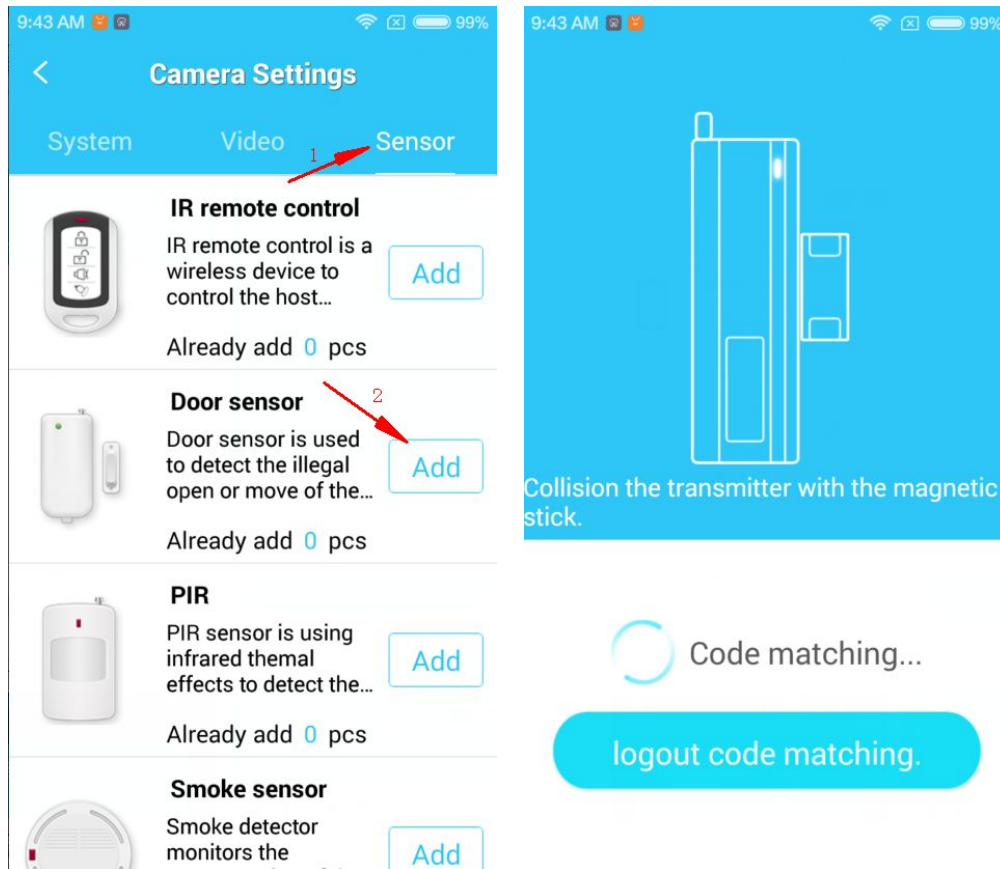 9:43 AM
99%
Camera Settings
System Video Sensor
1
IR remote control
IR remote control is a
wireless device to
control the host...
Add
Already add 0 pcs
2
Door sensor
Door sensor is used
to detect the illegal
open or move of the...
Add
Already add 0 pcs
PIR
PIR sensor is using
infrared themal
effects to detect the...
Add
Already add 0 pcs
Smoke sensor
Smoke detector
monitors the
Add
9:43 AM
99%
Collision the transmitter with the magnetic
stick.
Code matching...
logout code matching.